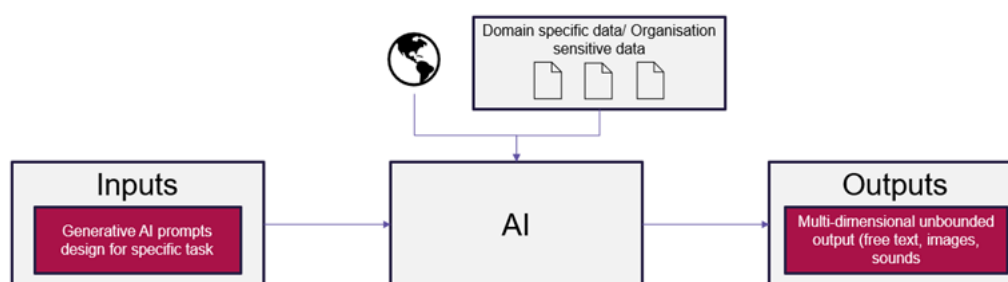 Domain specific data/ Organisation
sensitive data
Inputs
Generative AI prompts
design for specific task
AI
Outputs
Multi-dimensional unbounded
output (free text, images,
sounds